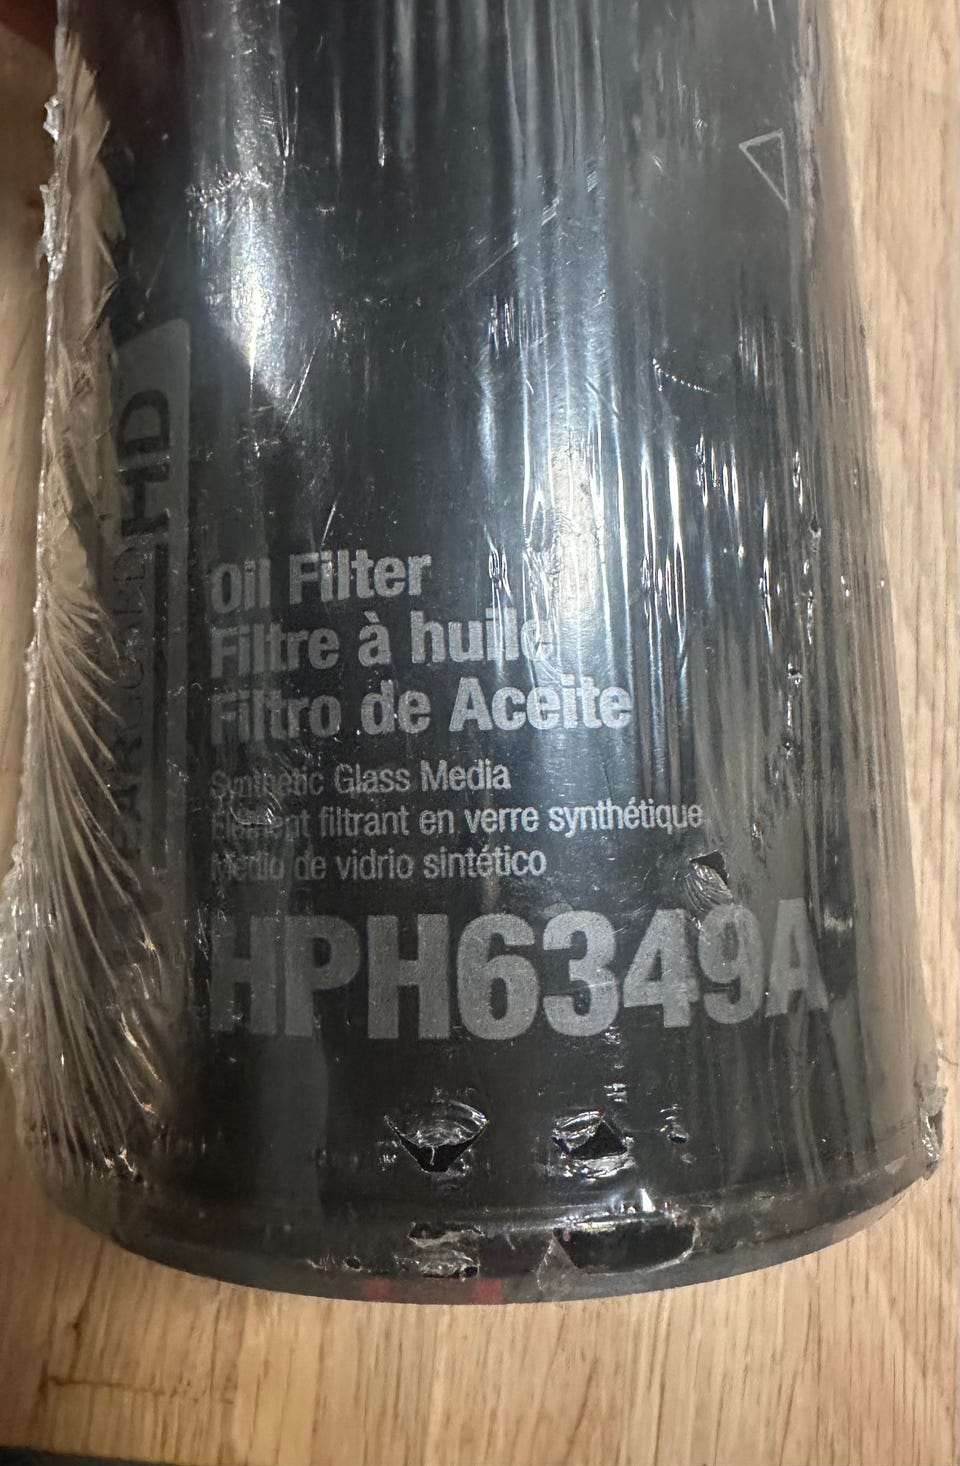 HD
Oil Filter
Filtre à huile
Filtro de Aceite
Synthetic Glass Media
Élément filtrant en verre synthétique
Medio de vidrio sintético
HPH6349A